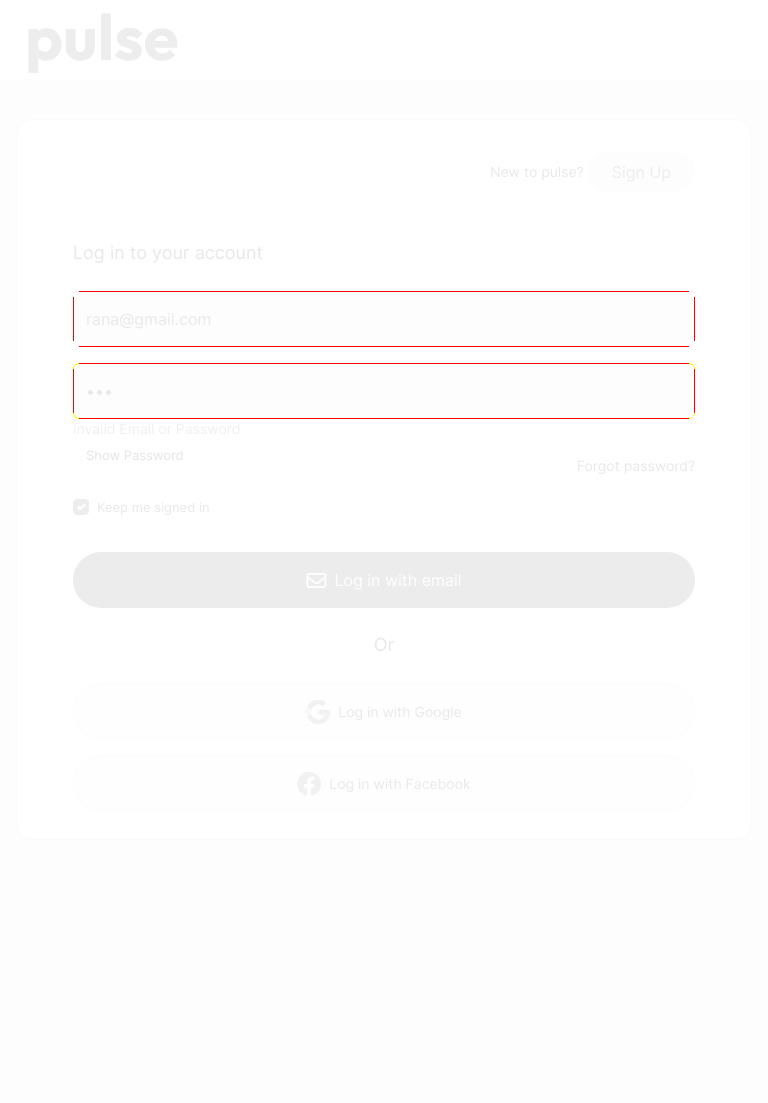 pulse
New to pulse? Sign Up
Log in to your account
rana@gmail.com
•••
Invalid Email or Password
Show Password
Forgot password?
Keep me signed in
Log in with email
Or
Log in with Google
Log in with Facebook